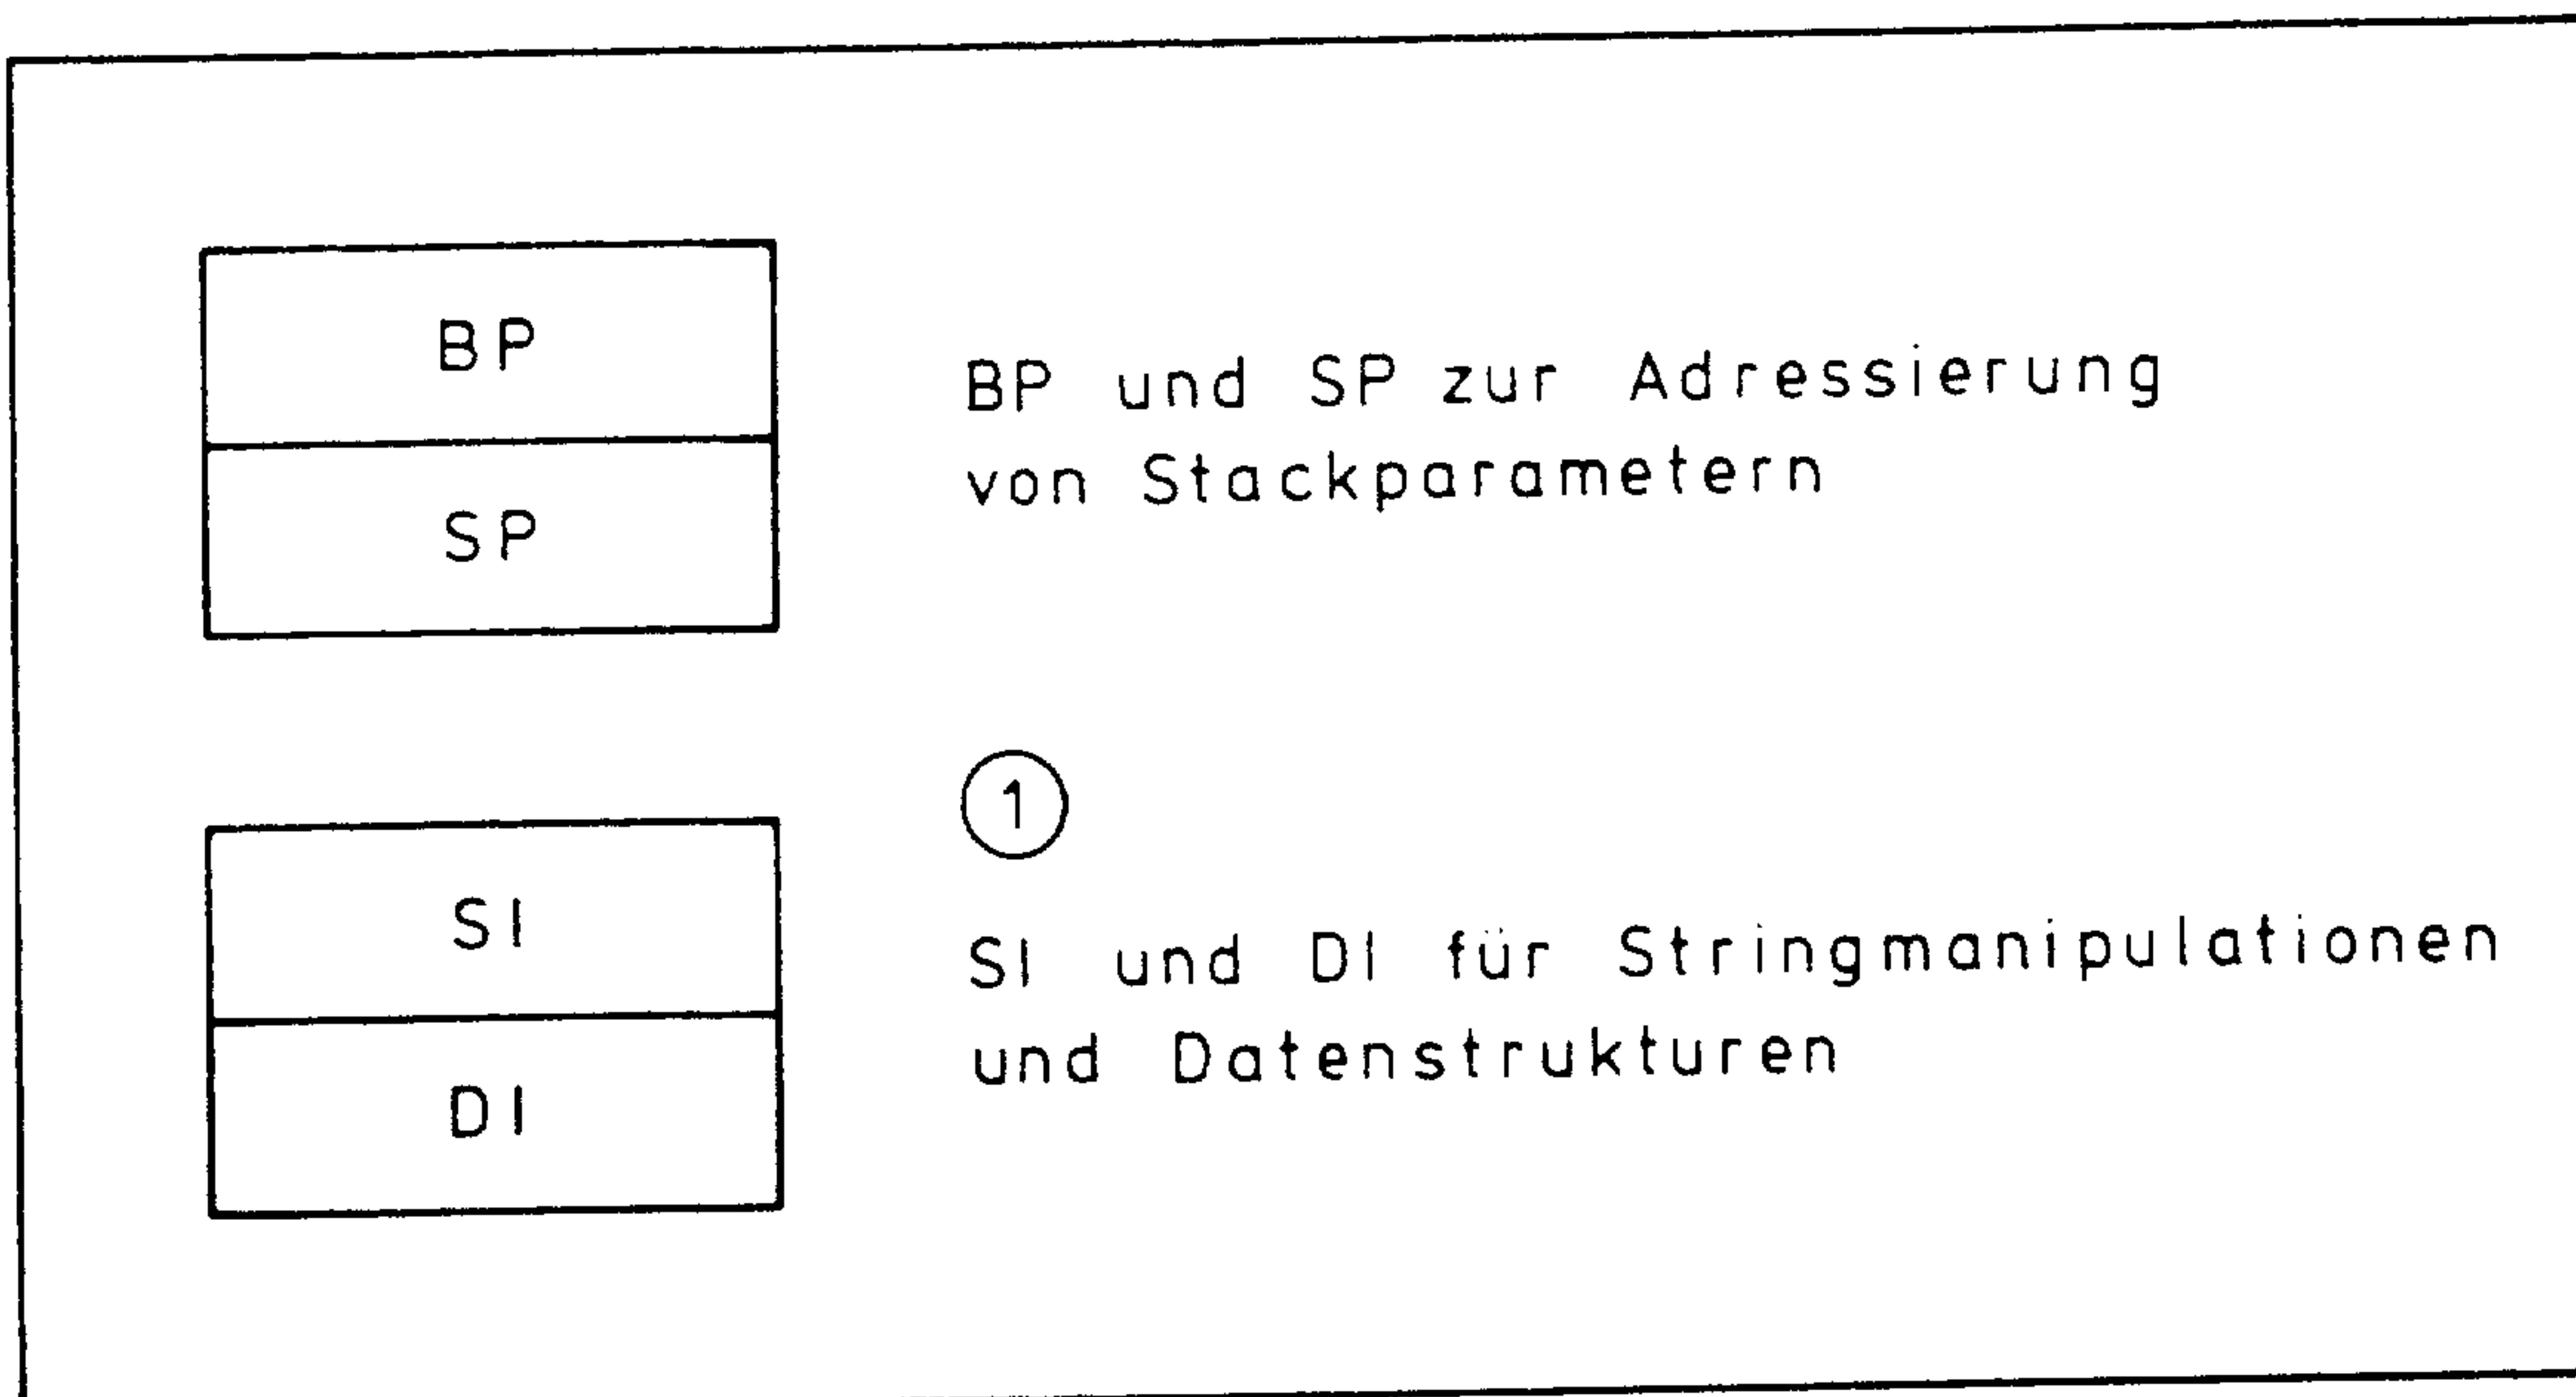 BP
SP
BP und SP zur Adressierung
von Stackparametern
1
SI
DI
SI und DI für Stringmanipulationen
und Datenstrukturen